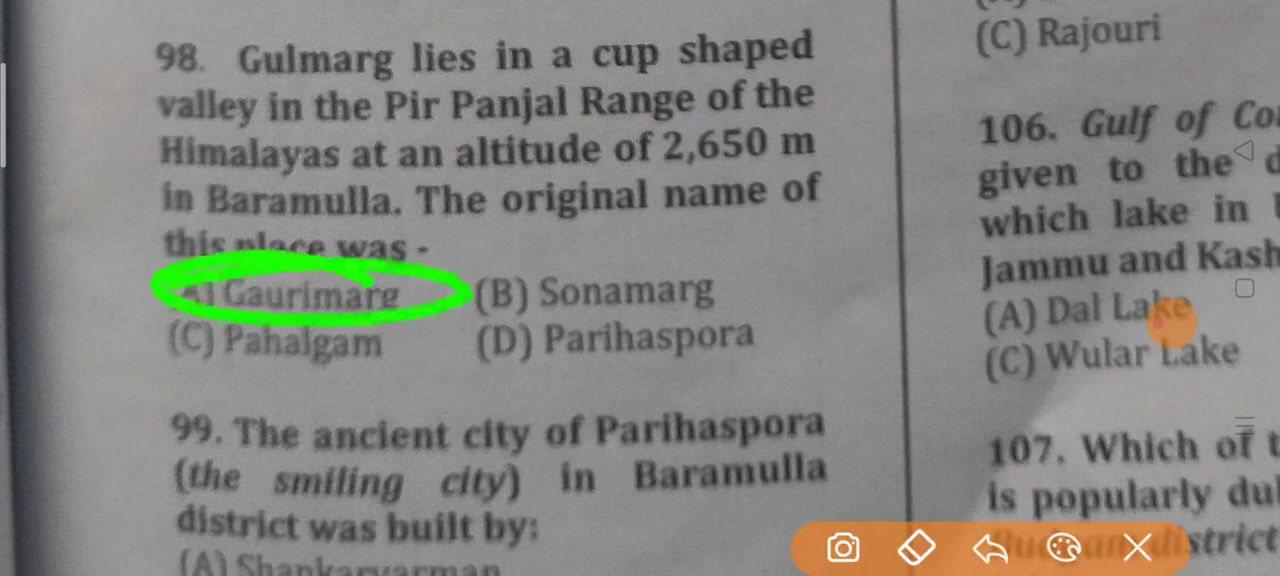 98. Gulmarg lies in a cup shaped
valley in the Pir Panjal Range of the
Himalayas at an altitude of 2,650 m
in Baramulla. The original name of
this place was -
(A) Gaurimarg (B) Sonamarg
(C) Pahalgam (D) Parihaspora
99. The ancient city of Parihaspora
(the smiling city) in Baramulla
district was built by:
(A) Shankarvarman
(C) Rajouri
106. Gulf of
given to the
which lake in
Jammu and
(A) Dal Lake
(C) Wular Lake
107. Which of
is popularly